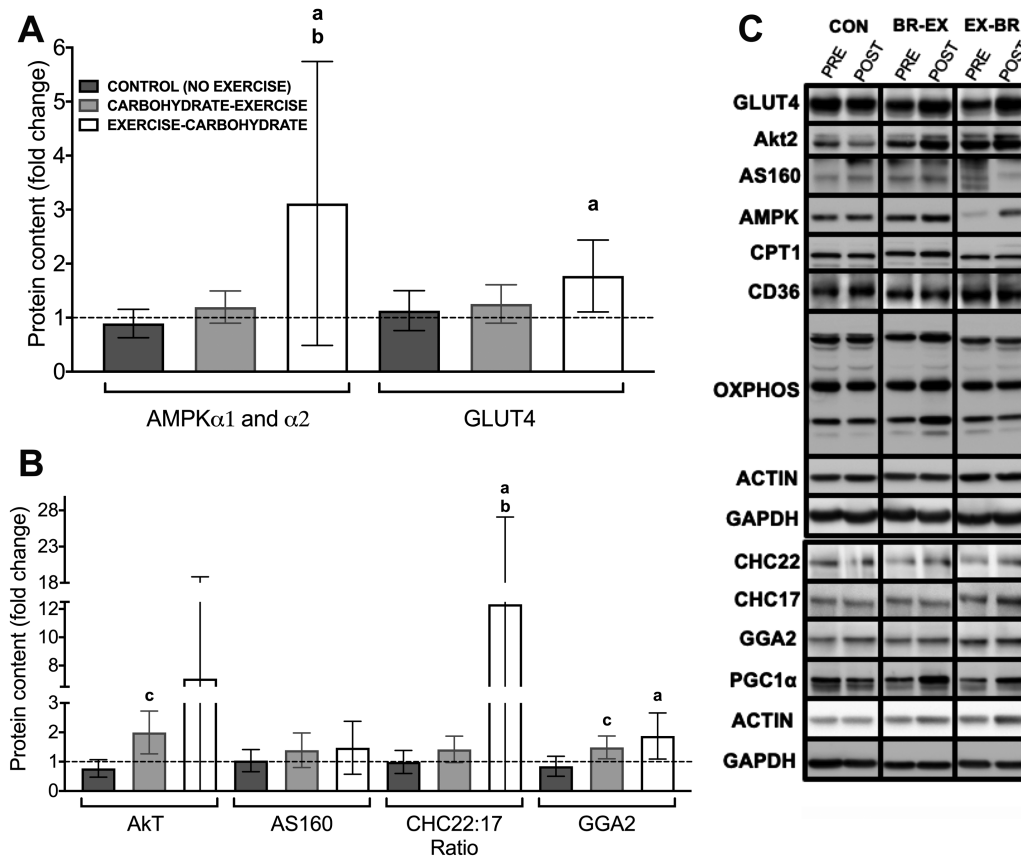 A
a
b
6
5
4
3
2
1
0
Protein content (fold change)
CONTROL (NO EXERCISE)
CARBOHYDRATE-EXERCISE
EXERCISE-CARBOHYDRATE
a
AMPKα1 and α2
GLUT4
B
28
23
18
12
10
8
6
3
2
1
0
Protein content (fold change)
c
a
b
c
a
AkT
AS160
CHC22:17
Ratio
GGA2
C
CON BR-EX EX-BR
PRE POST PRE POST PRE POST
GLUT4
Akt2
AS160
AMPK
CPT1
CD36
OXPHOS
ACTIN
GAPDH
CHC22
CHC17
GGA2
PGC1α
ACTIN
GAPDH